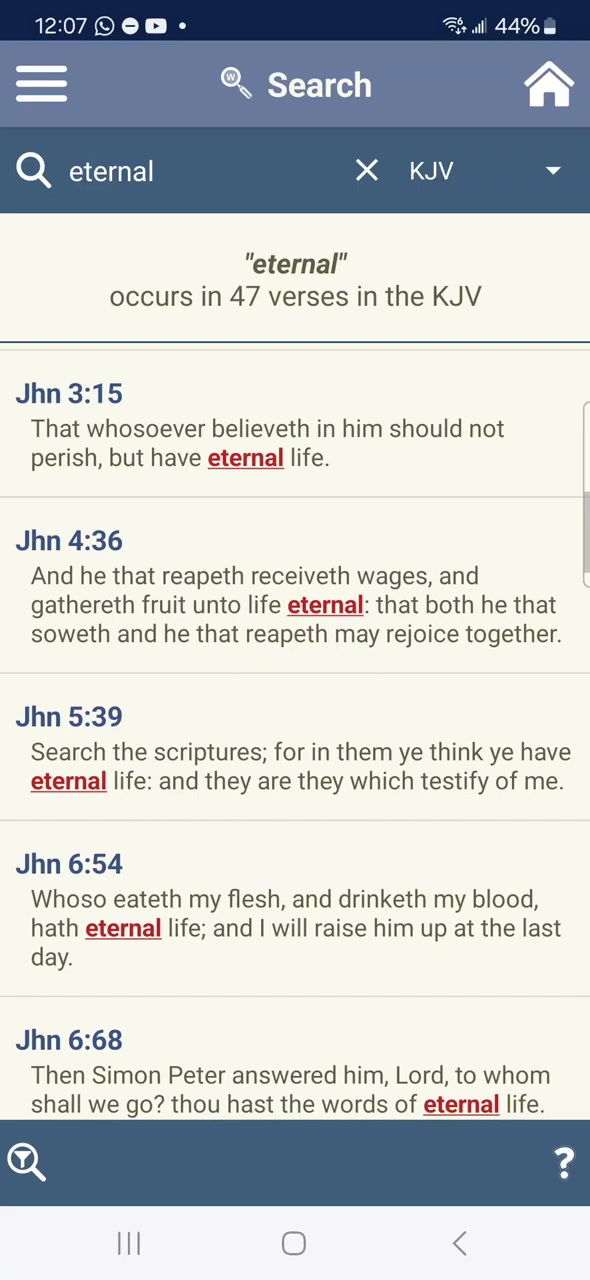 12:07 44%
Search
eternal KJV
"eternal"
occurs in 47 verses in the KJV
Jhn 3:15
That whosoever believeth in him should not
perish, but have eternal life.
Jhn 4:36
And he that reapeth receiveth wages, and
gathereth fruit unto life eternal: that both he that
soweth and he that reapeth may rejoice together.
Jhn 5:39
Search the scriptures; for in them ye think ye have
eternal life: and they are they which testify of me.
Jhn 6:54
Whoso eateth my flesh, and drinketh my blood,
hath eternal life; and I will raise him up at the last
day.
Jhn 6:68
Then Simon Peter answered him, Lord, to whom
shall we go? thou hast the words of eternal life.
?